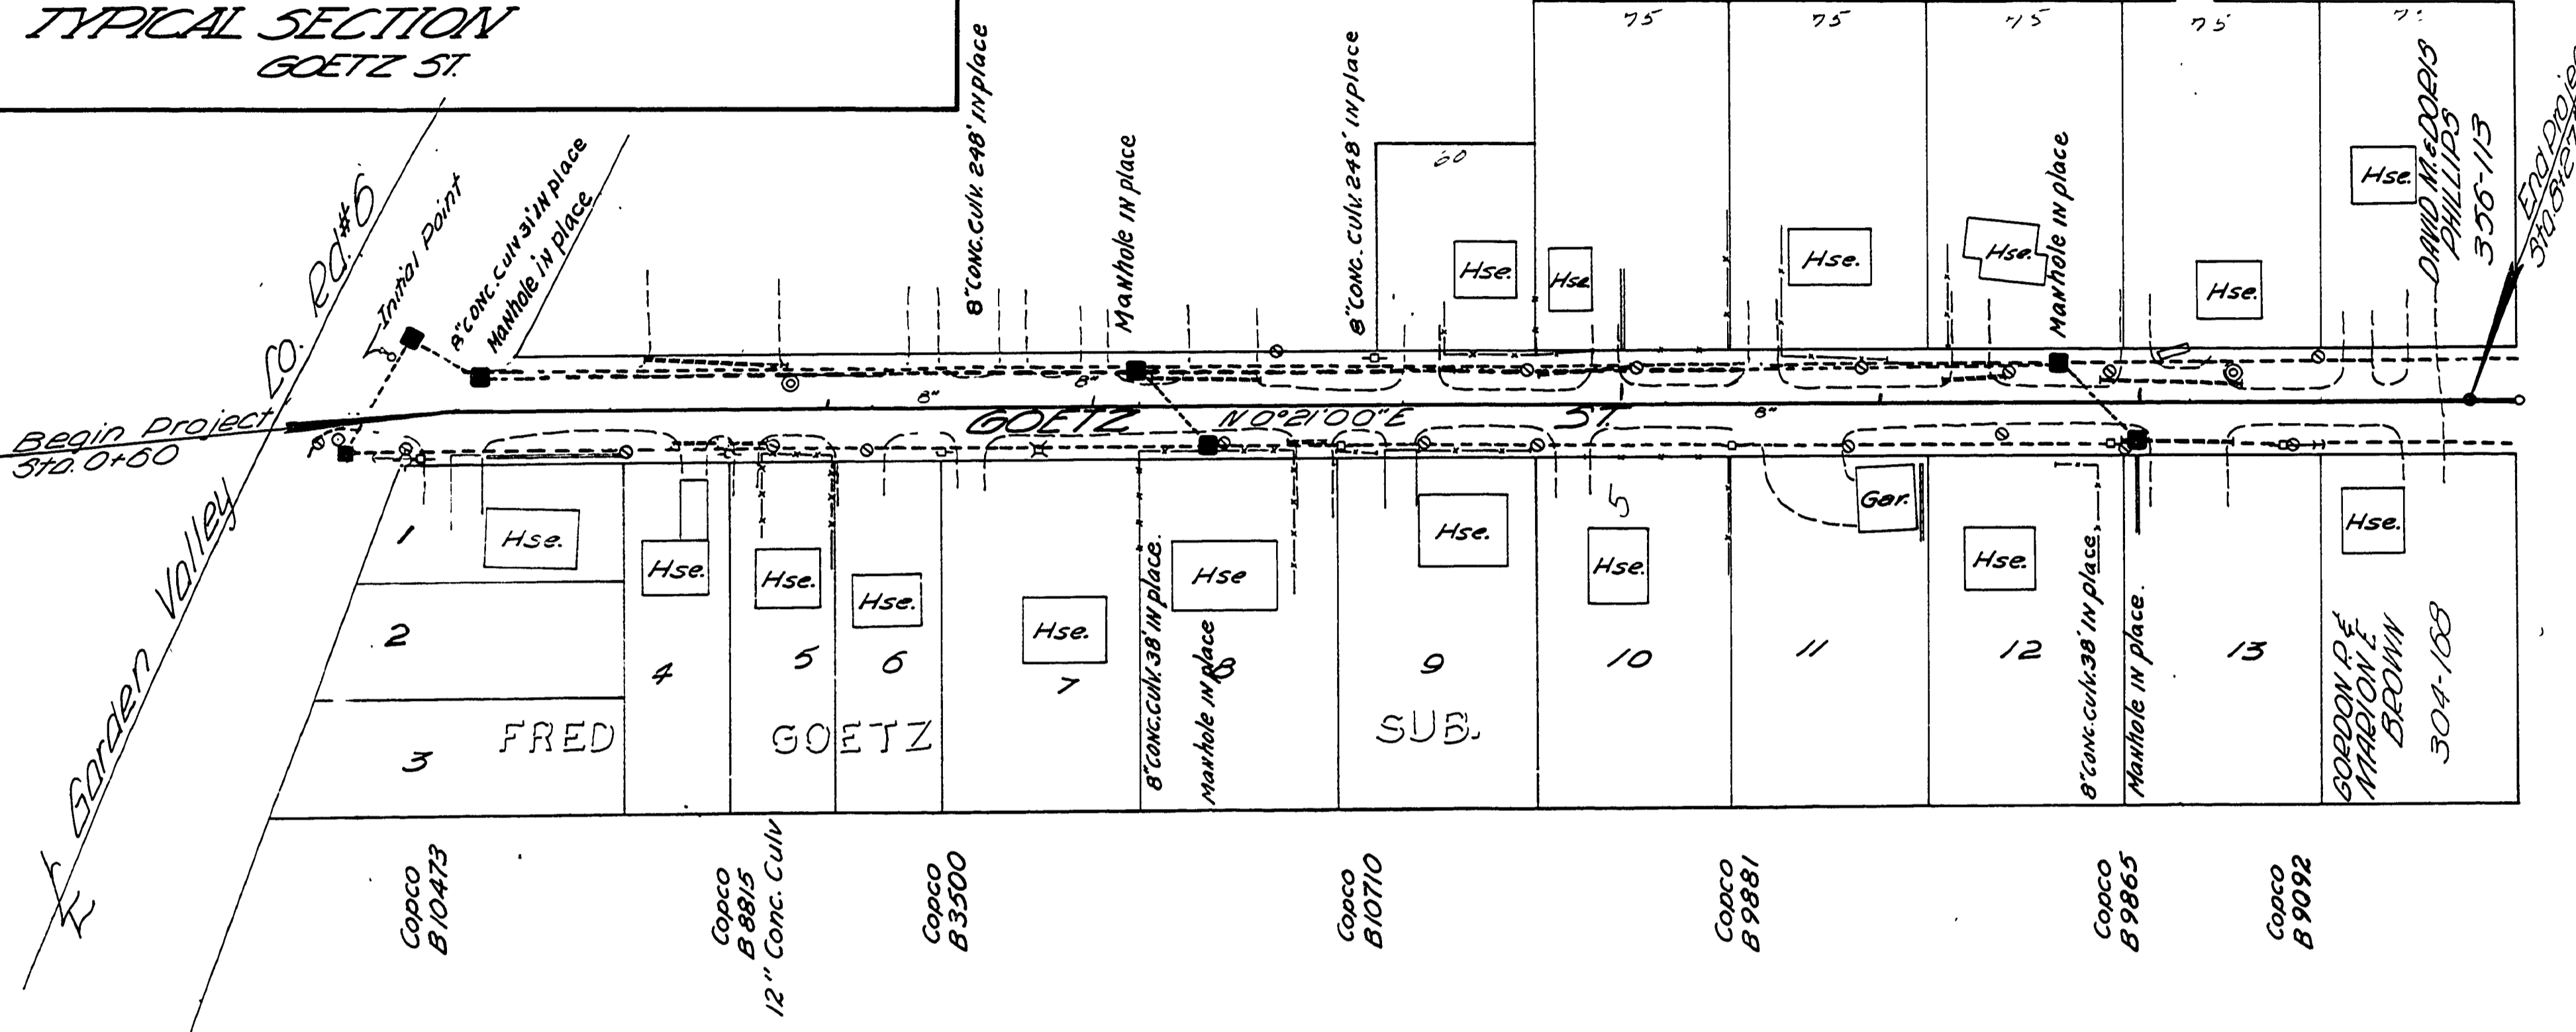 TYPICAL SECTION
GOETZ ST.
75
75
75
75
60
8" CONC. CULV. 248' IN place
Manhole IN place
8" CONC. CULV. 248' IN place
Manhole IN place
DAVID M. & DORIS
PHILLIPS
356-113
End Project
Co. Rd. #6
Initial Point
8" CONC. Culv 31' IN place
Manhole in place
Hse.
Hse.
Hse.
Hse.
Hse.
Hse.
8"
8"
8"
Begin Project
Sta. 0+60
GOETZ N 0°21'00" E ST.
Garden Valley
1
Hse.
Hse.
Hse.
Hse.
Hse.
Hse
Hse.
5
Hse.
Gar.
Hse.
Hse.
2
3
4
5
6
7
8
9
10
11
12
13
8" CONC. Culv. 38' IN place.
Manhole IN place
8" CONC. CULV. 38' IN place
Manhole IN place.
GORDON P. &
MARION E.
BROWN
304-168
FRED GOETZ SUB.
Copco
B10473
Copco
B8815
12" Conc. Culv
Copco
B3500
Copco
B10710
Copco
B9881
Copco
B9865
Copco
B9092